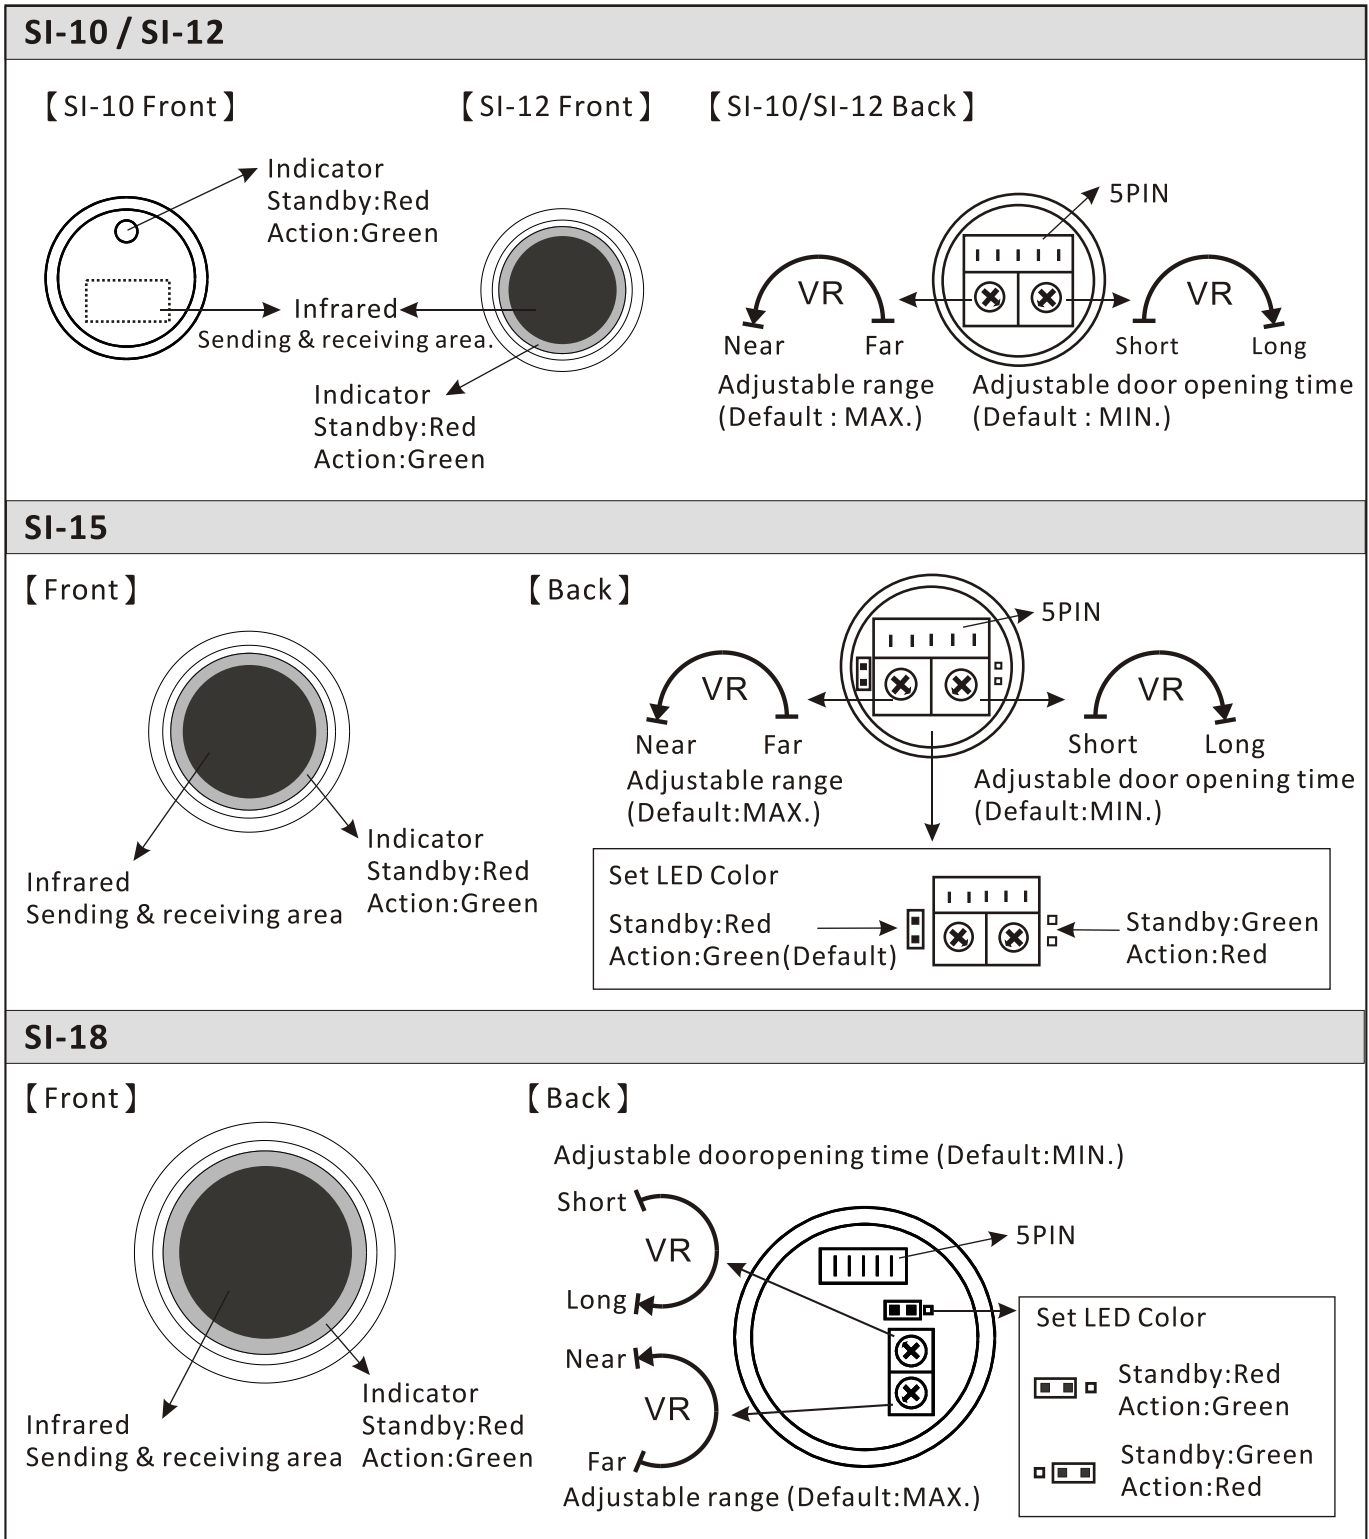 SI-10 / SI-12
【SI-10 Front】
【SI-12 Front】
【SI-10/SI-12 Back】
Indicator
Standby:Red
Action:Green
Infrared
Sending & receiving area.
Indicator
Standby:Red
Action:Green
5PIN
VR
Near
Far
Adjustable range
(Default : MAX.)
VR
Short
Long
Adjustable door opening time
(Default : MIN.)
SI-15
【Front】
Infrared
Sending & receiving area
Indicator
Standby:Red
Action:Green
【Back】
5PIN
VR
Near
Far
Adjustable range
(Default:MAX.)
VR
Short
Long
Adjustable door opening time
(Default:MIN.)
Set LED Color
Standby:Red
Action:Green(Default)
Standby:Green
Action:Red
SI-18
【Front】
Infrared
Sending & receiving area
Indicator
Standby:Red
Action:Green
【Back】
Adjustable dooropening time (Default:MIN.)
Short
VR
Long
Near
VR
Far
Adjustable range (Default:MAX.)
5PIN
Set LED Color
Standby:Red
Action:Green
Standby:Green
Action:Red